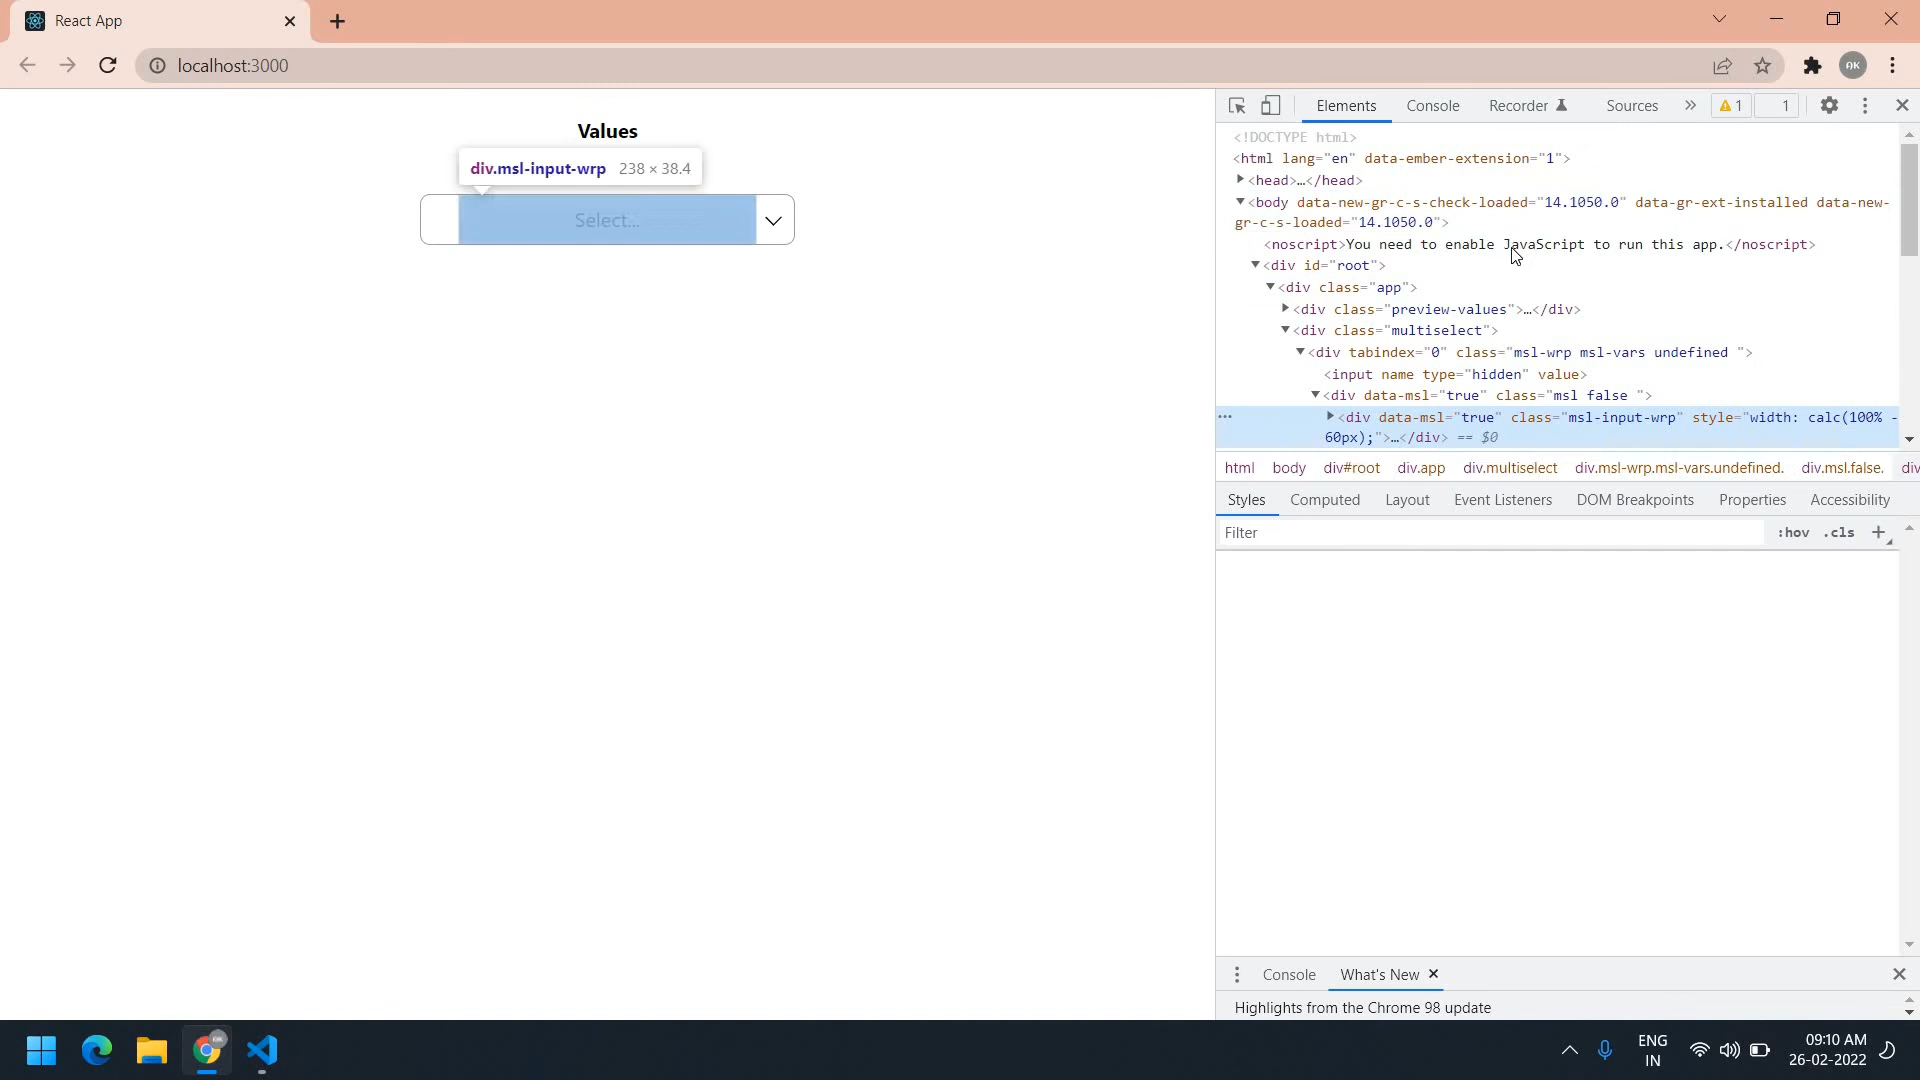 React App
localhost:3000
AK
Values
div.msl-input-wrp 238 × 38.4
Select...
Elements Console Recorder Sources » 1 1
<!DOCTYPE html>
<html lang="en" data-ember-extension="1">
<head>…</head>
<body data-new-gr-c-s-check-loaded="14.1050.0" data-gr-ext-installed data-new-
gr-c-s-loaded="14.1050.0">
<noscript>You need to enable JavaScript to run this app.</noscript>
<div id="root">
<div class="app">
<div class="preview-values">…</div>
<div class="multiselect">
<div tabindex="0" class="msl-wrp msl-vars undefined ">
<input name type="hidden" value>
<div data-msl="true" class="msl false ">
<div data-msl="true" class="msl-input-wrp" style="width: calc(100% -
60px);">…</div> == $0
html body div#root div.app div.multiselect div.msl-wrp.msl-vars.undefined. div.msl.false. div
Styles Computed Layout Event Listeners DOM Breakpoints Properties Accessibility
Filter :hov .cls
Console What's New
Highlights from the Chrome 98 update
ENG
IN
09:10 AM
26-02-2022